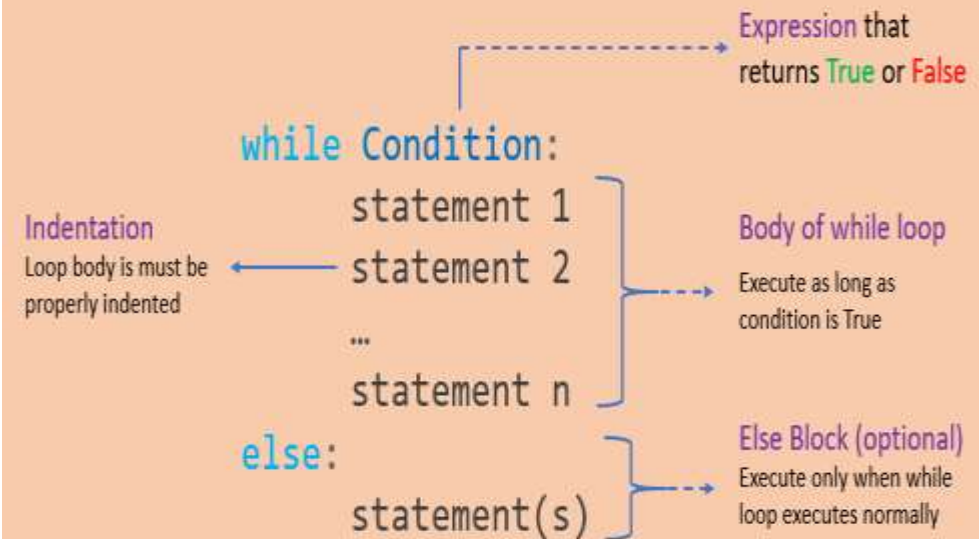 Expression that
returns True or False
while Condition:
statement 1
Indentation
Loop body is must be
properly indented
statement 2
...
statement n
Body of while loop
Execute as long as
condition is True
else:
statement(s)
Else Block (optional)
Execute only when while
loop executes normally